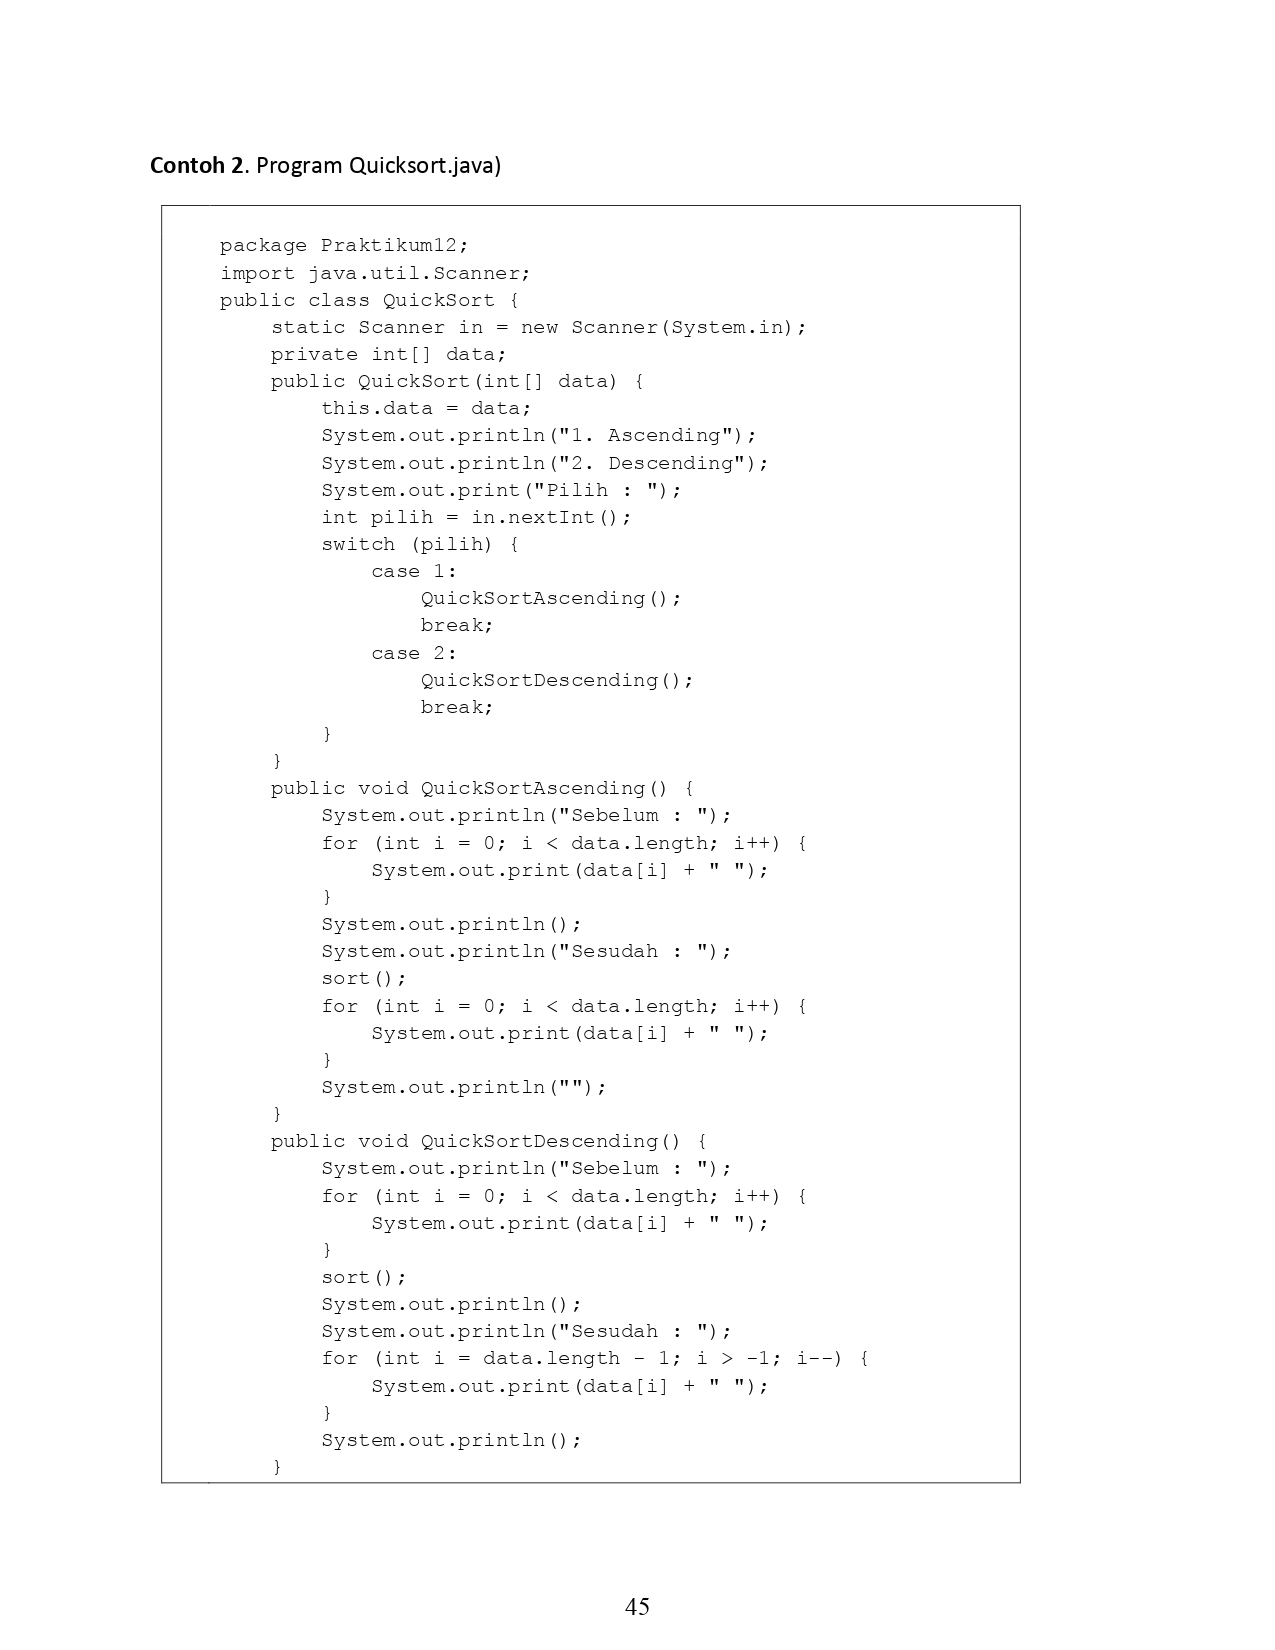 Contoh 2. Program Quicksort.java)
package Praktikum12;
import java.util.Scanner;
public class QuickSort {
    static Scanner in = new Scanner(System.in);
    private int[] data;
    public QuickSort(int[] data) {
        this.data = data;
        System.out.println("1. Ascending");
        System.out.println("2. Descending");
        System.out.print("Pilih : ");
        int pilih = in.nextInt();
        switch (pilih) {
            case 1:
                QuickSortAscending();
                break;
            case 2:
                QuickSortDescending();
                break;
        }
    }
    public void QuickSortAscending() {
        System.out.println("Sebelum : ");
        for (int i = 0; i < data.length; i++) {
            System.out.print(data[i] + " ");
        }
        System.out.println();
        System.out.println("Sesudah : ");
        sort();
        for (int i = 0; i < data.length; i++) {
            System.out.print(data[i] + " ");
        }
        System.out.println("");
    }
    public void QuickSortDescending() {
        System.out.println("Sebelum : ");
        for (int i = 0; i < data.length; i++) {
            System.out.print(data[i] + " ");
        }
        sort();
        System.out.println();
        System.out.println("Sesudah : ");
        for (int i = data.length - 1; i > -1; i--) {
            System.out.print(data[i] + " ");
        }
        System.out.println();
    }
45